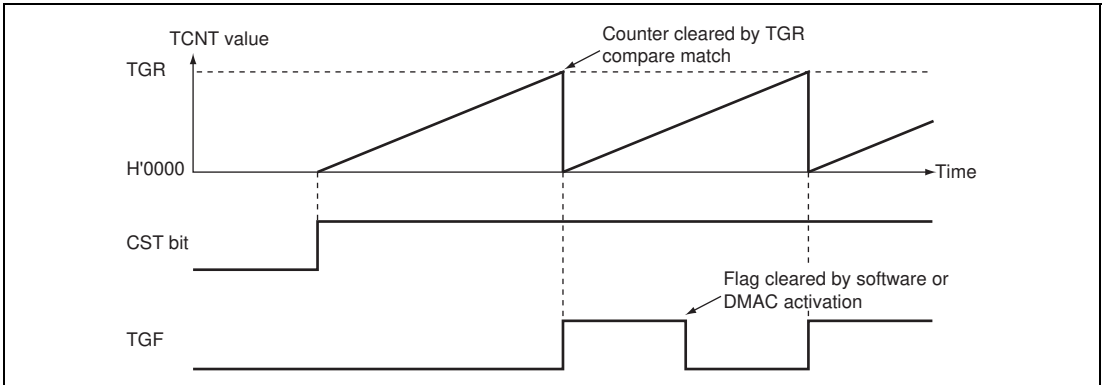 TCNT value
Counter cleared by TGR
compare match
TGR
H'0000
Time
CST bit
Flag cleared by software or
DMAC activation
TGF